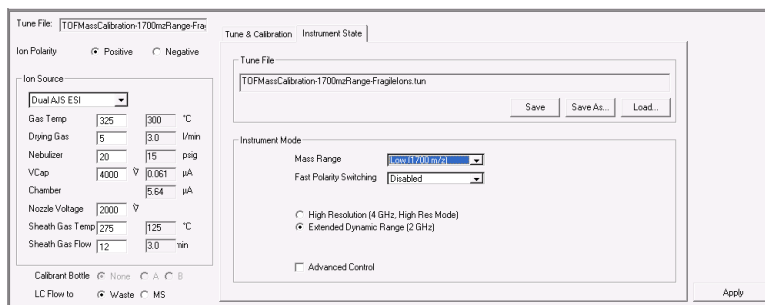 Tune File: TOFMassCalibration-1700mzRange-Frag
Ion Polarity Positive Negative
Ion Source
Dual AJS ESI
Gas Temp 325 300 °C
Drying Gas 5 3.0 l/min
Nebulizer 20 15 psig
VCap 4000 V 0.061 µA
Chamber 5.64 µA
Nozzle Voltage 2000 V
Sheath Gas Temp 275 125 °C
Sheath Gas Flow 12 3.0 min
Calibrant Bottle None A B
LC Flow to Waste MS
Tune & Calibration Instrument State
Tune File
TOFMassCalibration-1700mzRange-FragileIons.tun
Save Save As... Load...
Instrument Mode
Mass Range Low (1700 m/z)
Fast Polarity Switching Disabled
High Resolution (4 GHz, High Res Mode)
Extended Dynamic Range (2 GHz)
Advanced Control
Apply